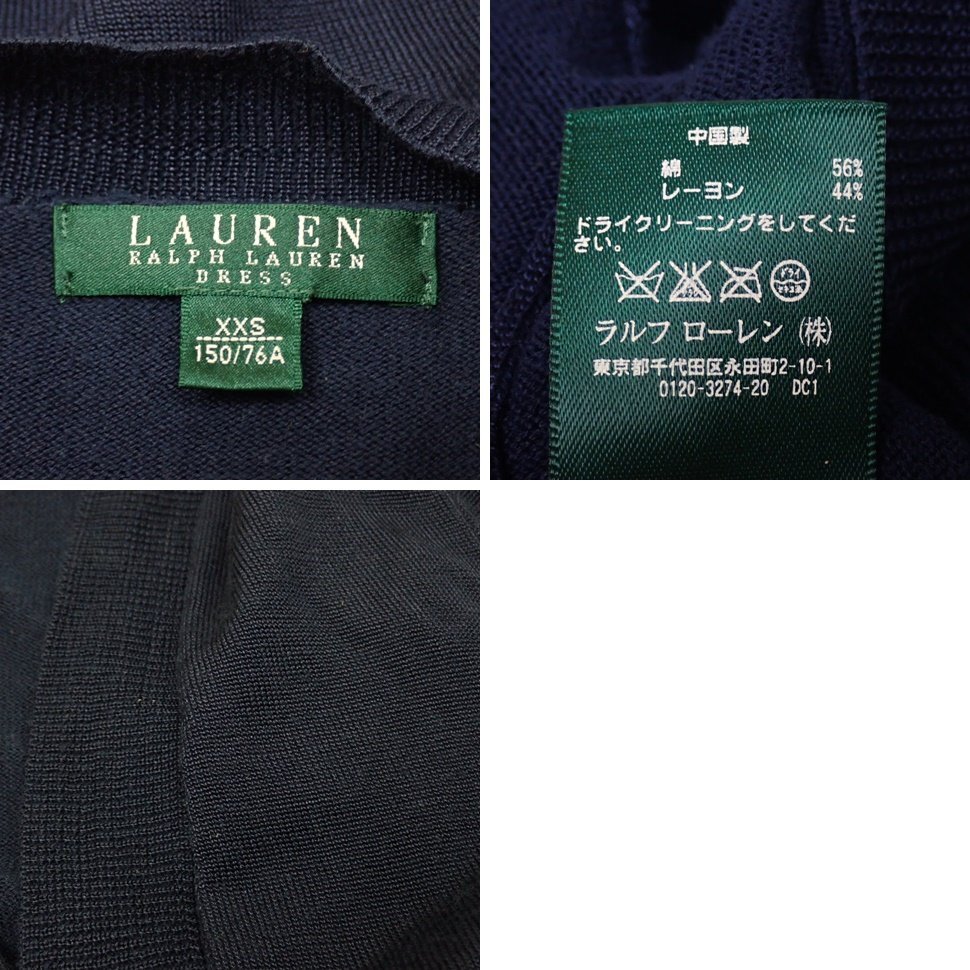 LAUREN
RALPH LAUREN
DRESS
XXS
150/76A
中国製
綿 56%
レーヨン 44%
ドライクリーニングをしてくだ
さい。
ラルフ ローレン (株)
東京都千代田区永田町2-10-1
0120-3274-20 DC1